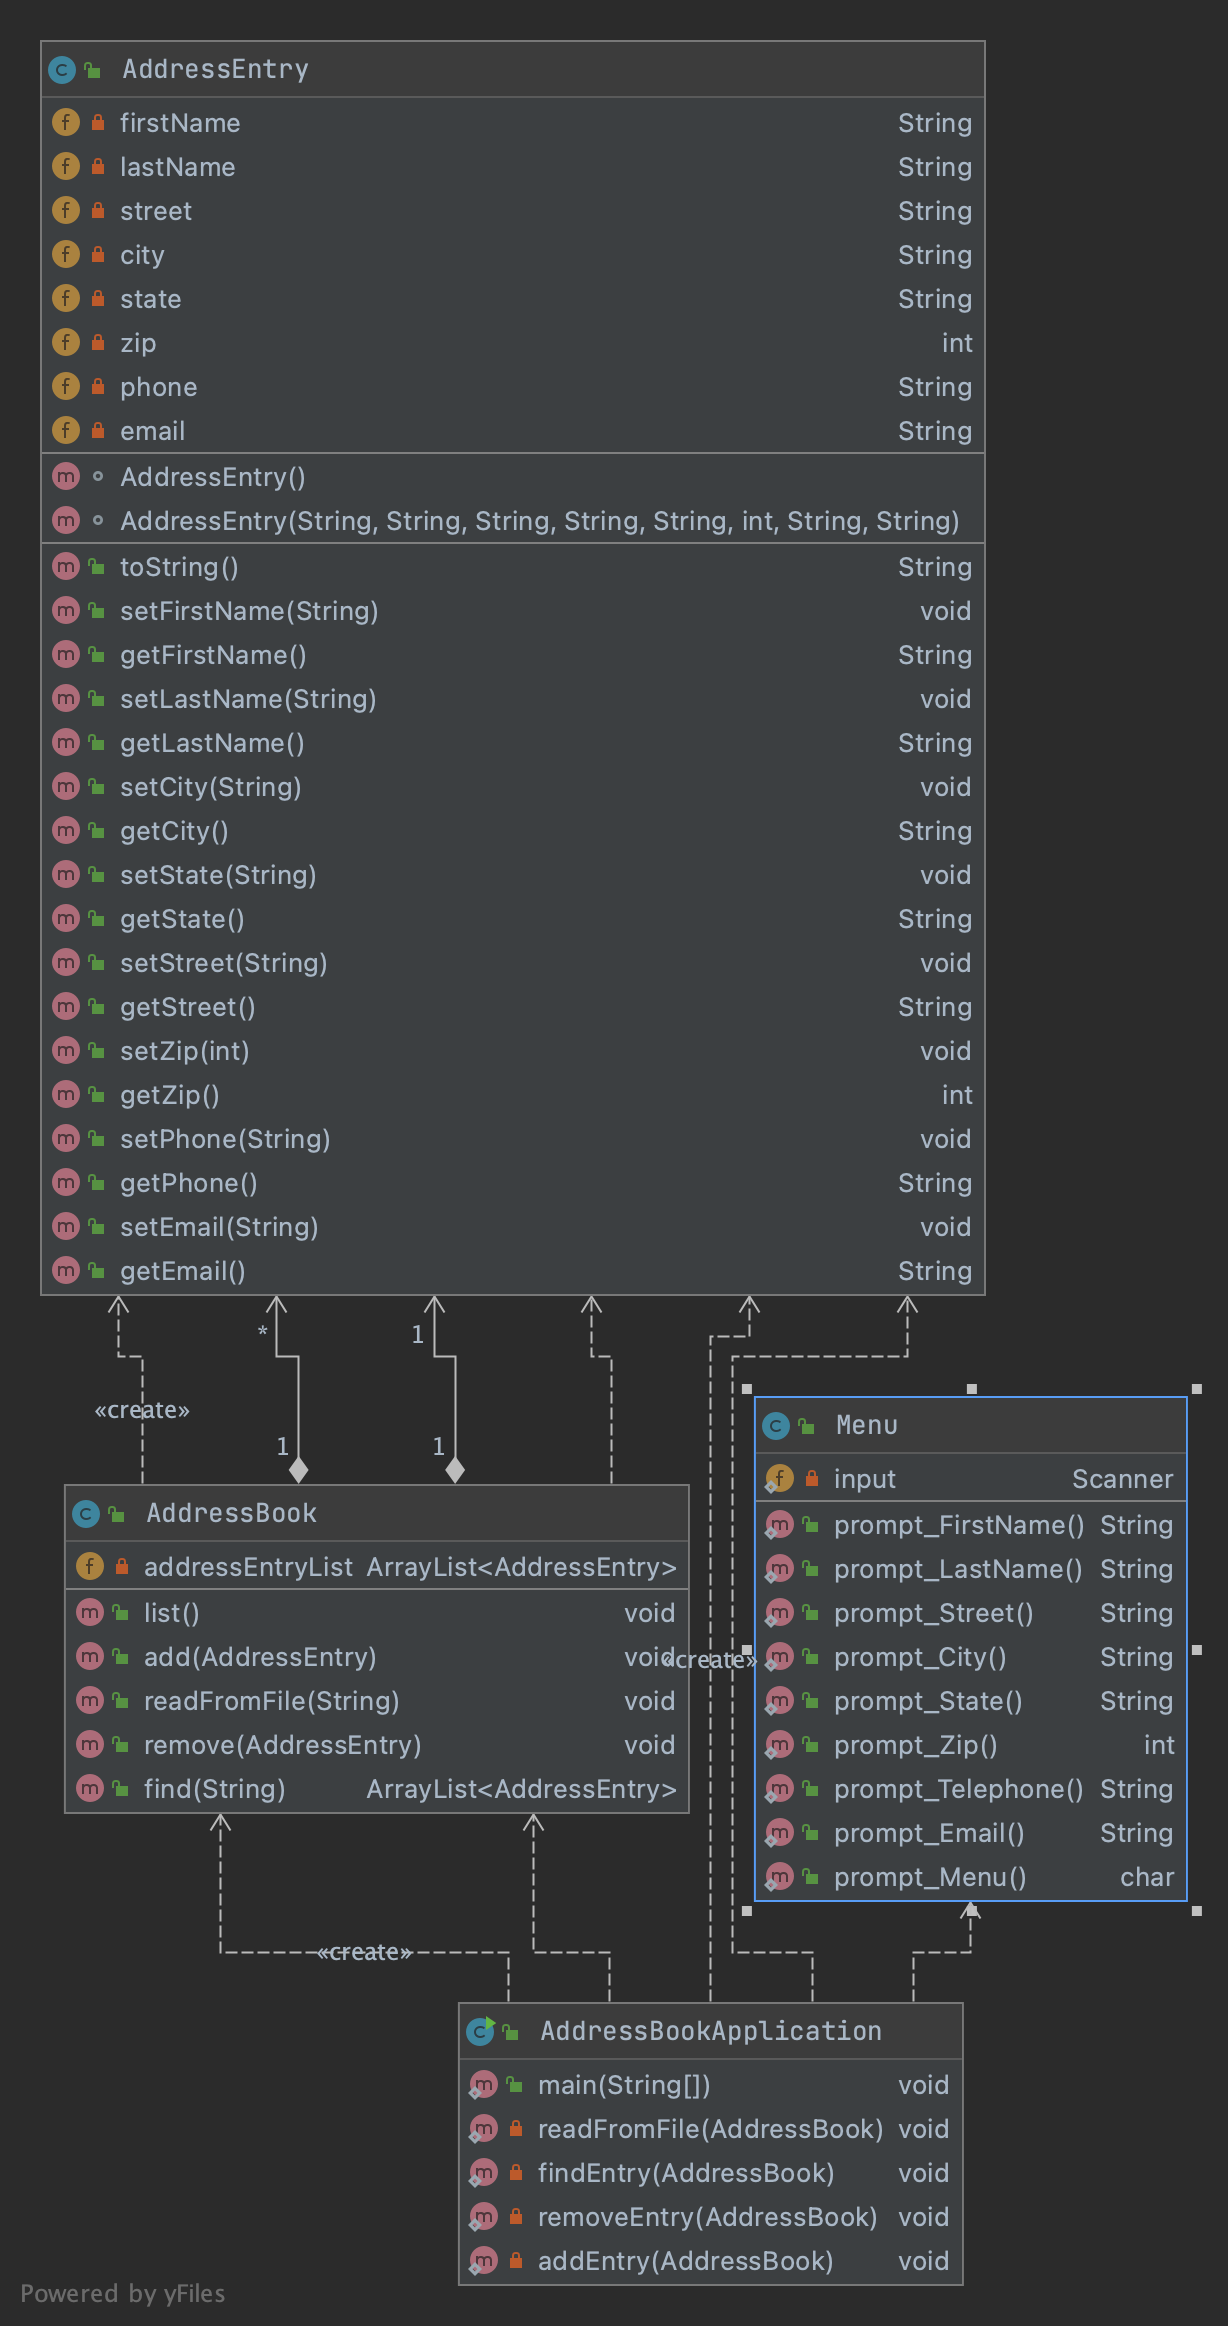 AddressEntry
firstName String
lastName String
street String
city String
state String
zip int
phone String
email String
AddressEntry()
AddressEntry(String, String, String, String, String, int, String, String)
toString() String
setFirstName(String) void
getFirstName() String
setLastName(String) void
getLastName() String
setCity(String) void
getCity() String
setState(String) void
getState() String
setStreet(String) void
getStreet() String
setZip(int) void
getZip() int
setPhone(String) void
getPhone() String
setEmail(String) void
getEmail() String
* 1
«create»
1 1
AddressBook
addressEntryList ArrayList<AddressEntry>
list() void
add(AddressEntry) void
readFromFile(String) void
remove(AddressEntry) void
find(String) ArrayList<AddressEntry>
«create»
Menu
input Scanner
prompt_FirstName() String
prompt_LastName() String
prompt_Street() String
prompt_City() String
prompt_State() String
prompt_Zip() int
prompt_Telephone() String
prompt_Email() String
prompt_Menu() char
«create»
AddressBookApplication
main(String[]) void
readFromFile(AddressBook) void
findEntry(AddressBook) void
removeEntry(AddressBook) void
addEntry(AddressBook) void
Powered by yFiles